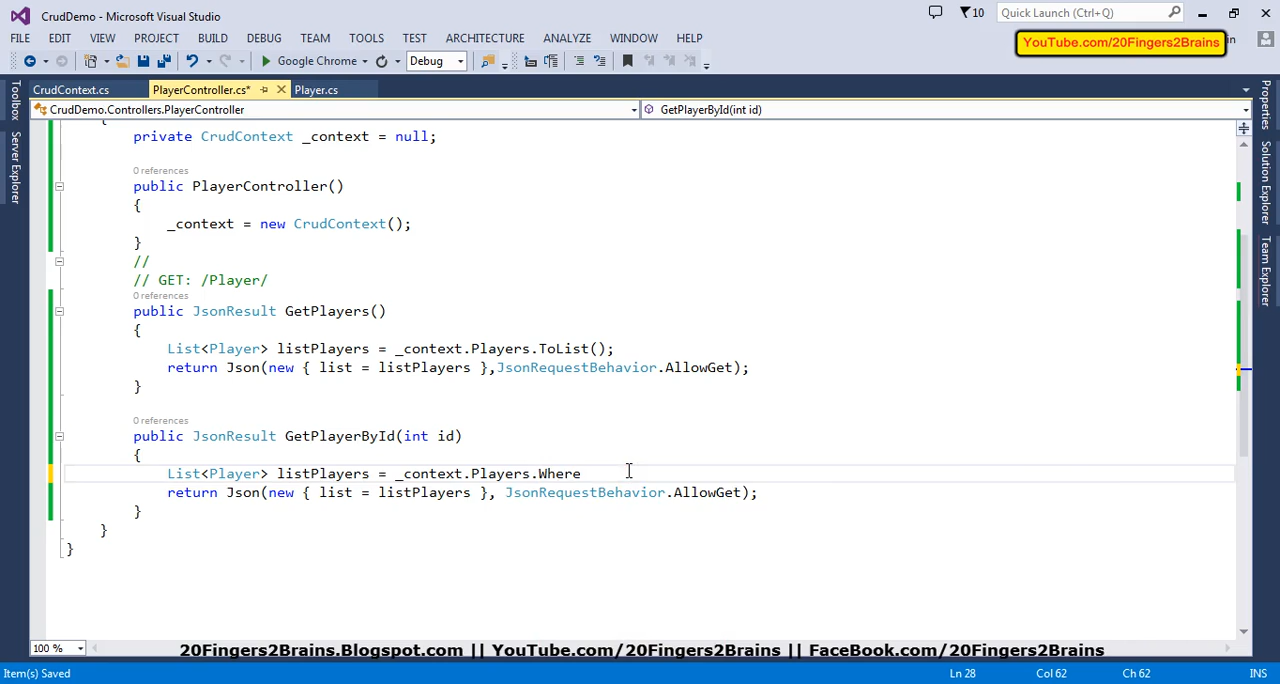 CrudDemo - Microsoft Visual Studio
10
Quick Launch (Ctrl+Q)
FILE EDIT VIEW PROJECT BUILD DEBUG TEAM TOOLS TEST ARCHITECTURE ANALYZE WINDOW HELP
YouTube.com/20Fingers2Brains
in
Google Chrome
Debug
Toolbox
Server Explorer
CrudContext.cs
PlayerController.cs*
Player.cs
CrudDemo.Controllers.PlayerController
GetPlayerById(int id)
Properties
Solution Explorer
Team Explorer
{
private CrudContext _context = null;
0 references
public PlayerController()
{
_context = new CrudContext();
}
//
// GET: /Player/
0 references
public JsonResult GetPlayers()
{
List<Player> listPlayers = _context.Players.ToList();
return Json(new { list = listPlayers },JsonRequestBehavior.AllowGet);
}
0 references
public JsonResult GetPlayerById(int id)
{
List<Player> listPlayers = _context.Players.Where
return Json(new { list = listPlayers }, JsonRequestBehavior.AllowGet);
}
}
}
100 %
20Fingers2Brains.Blogspot.com || YouTube.com/20Fingers2Brains || FaceBook.com/20Fingers2Brains
Item(s) Saved
Ln 28 Col 62 Ch 62 INS